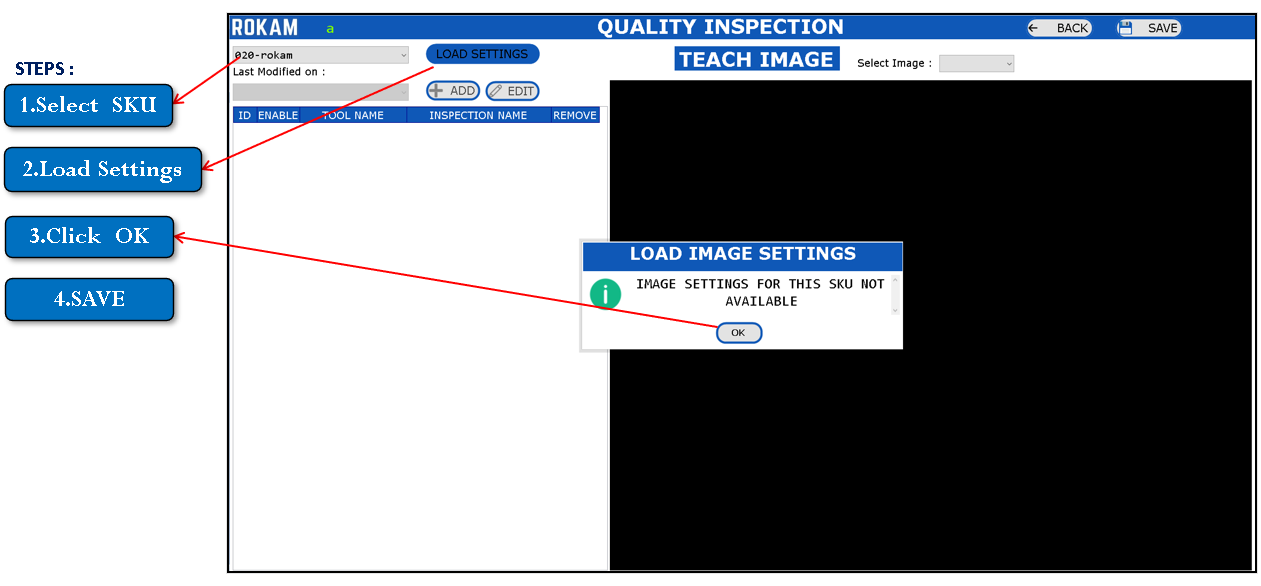 ROKAM a QUALITY INSPECTION BACK SAVE
020-rokam LOAD SETTINGS TEACH IMAGE Select Image :
Last Modified on :
ADD EDIT
ID ENABLE TOOL NAME INSPECTION NAME REMOVE
STEPS :
1.Select SKU
2.Load Settings
3.Click OK
4.SAVE
LOAD IMAGE SETTINGS
i
IMAGE SETTINGS FOR THIS SKU NOT
AVAILABLE
OK